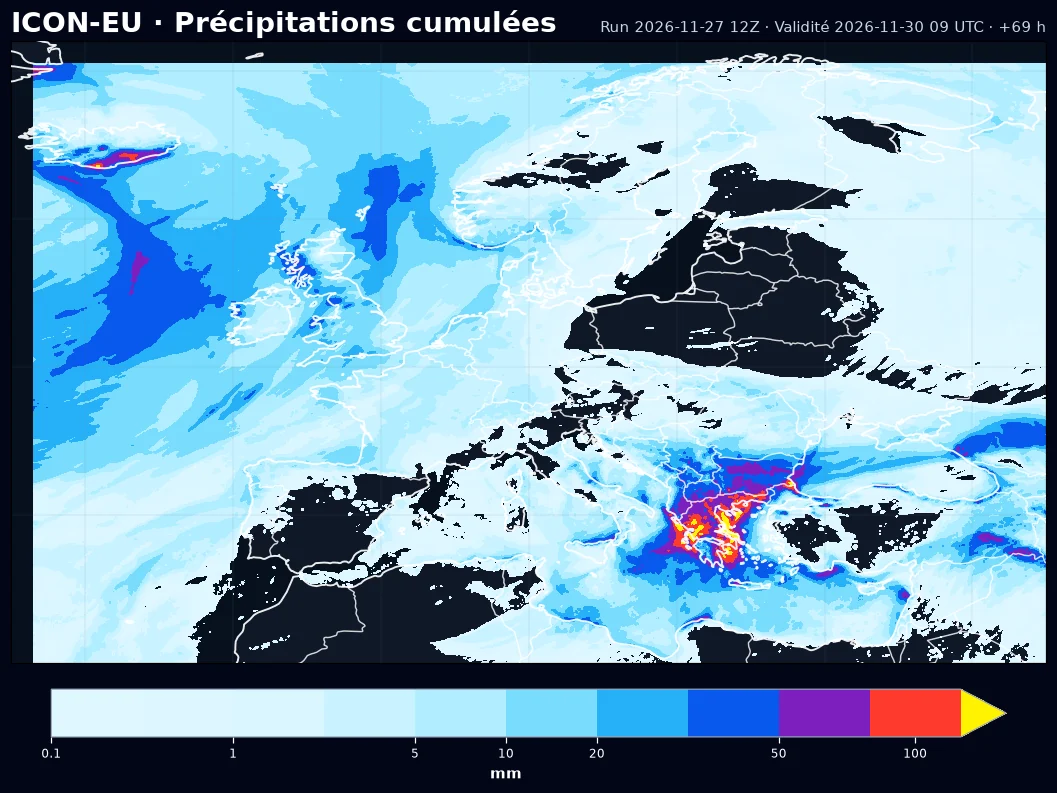 ICON-EU · Précipitations cumulées
Run 2026-11-27 12Z · Validité 2026-11-30 09 UTC · +69 h
0.1 1 5 10 20 50 100
mm